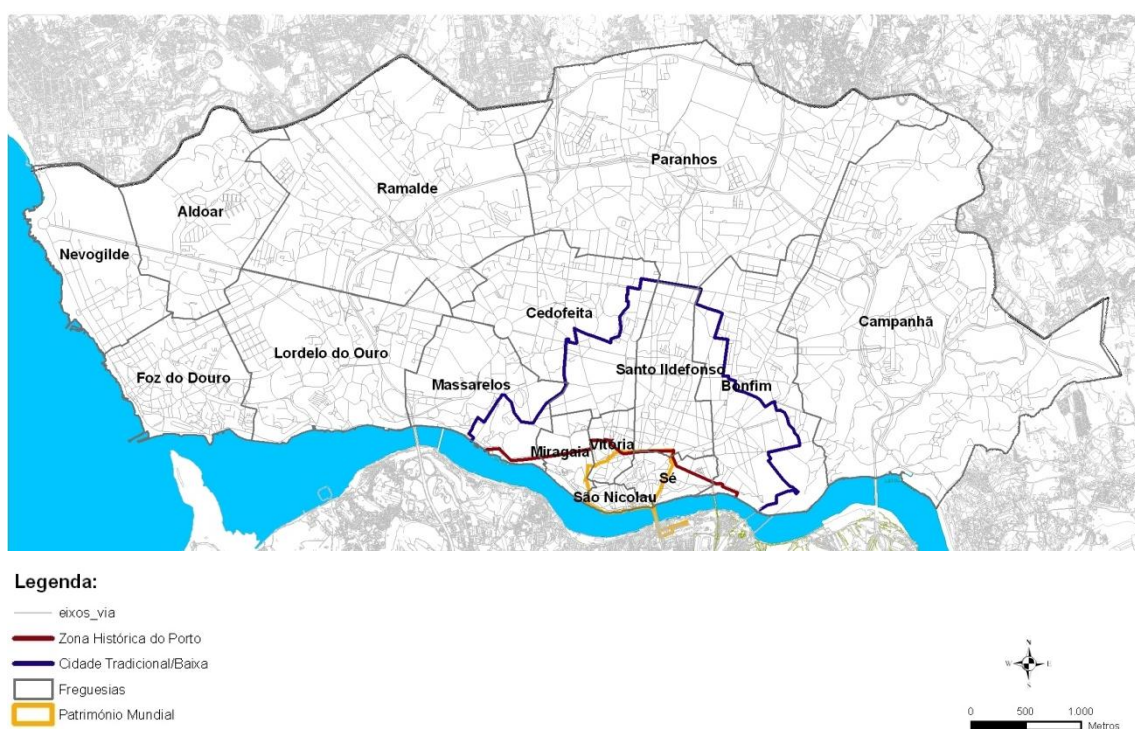 Paranhos
Ramalde
Aldoar
Nevogilde
Cedofeita
Campanhã
Lordelo do Ouro
Santo Ildefonso
Foz do Douro
Massarelos
Bonfim
Vitória
Miragaia
Sé
São Nicolau
Legenda:
eixos_via
Zona Histórica do Porto
Cidade Tradicional/Baixa
Freguesias
Património Mundial
N
W E
S
0 500 1.000
Metros